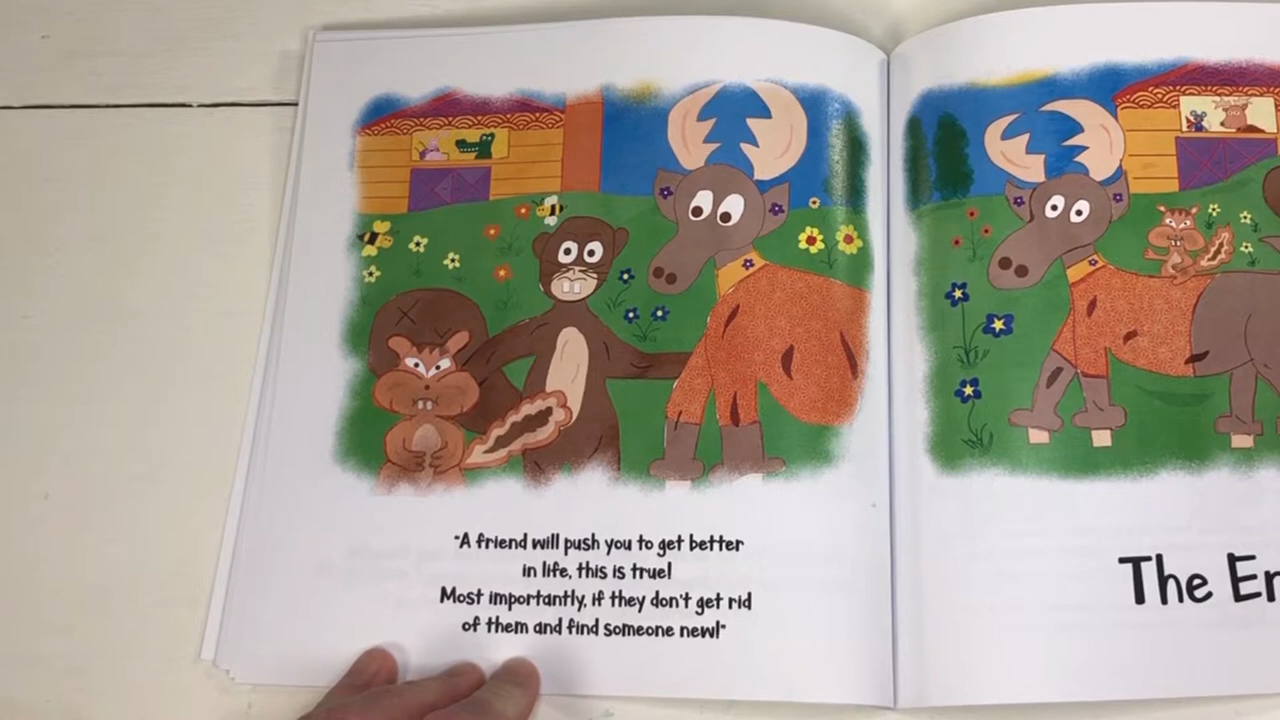 "A friend will push you to get better
in life, this is true!
Most importantly, if they don't get rid
of them and find someone new!"
The